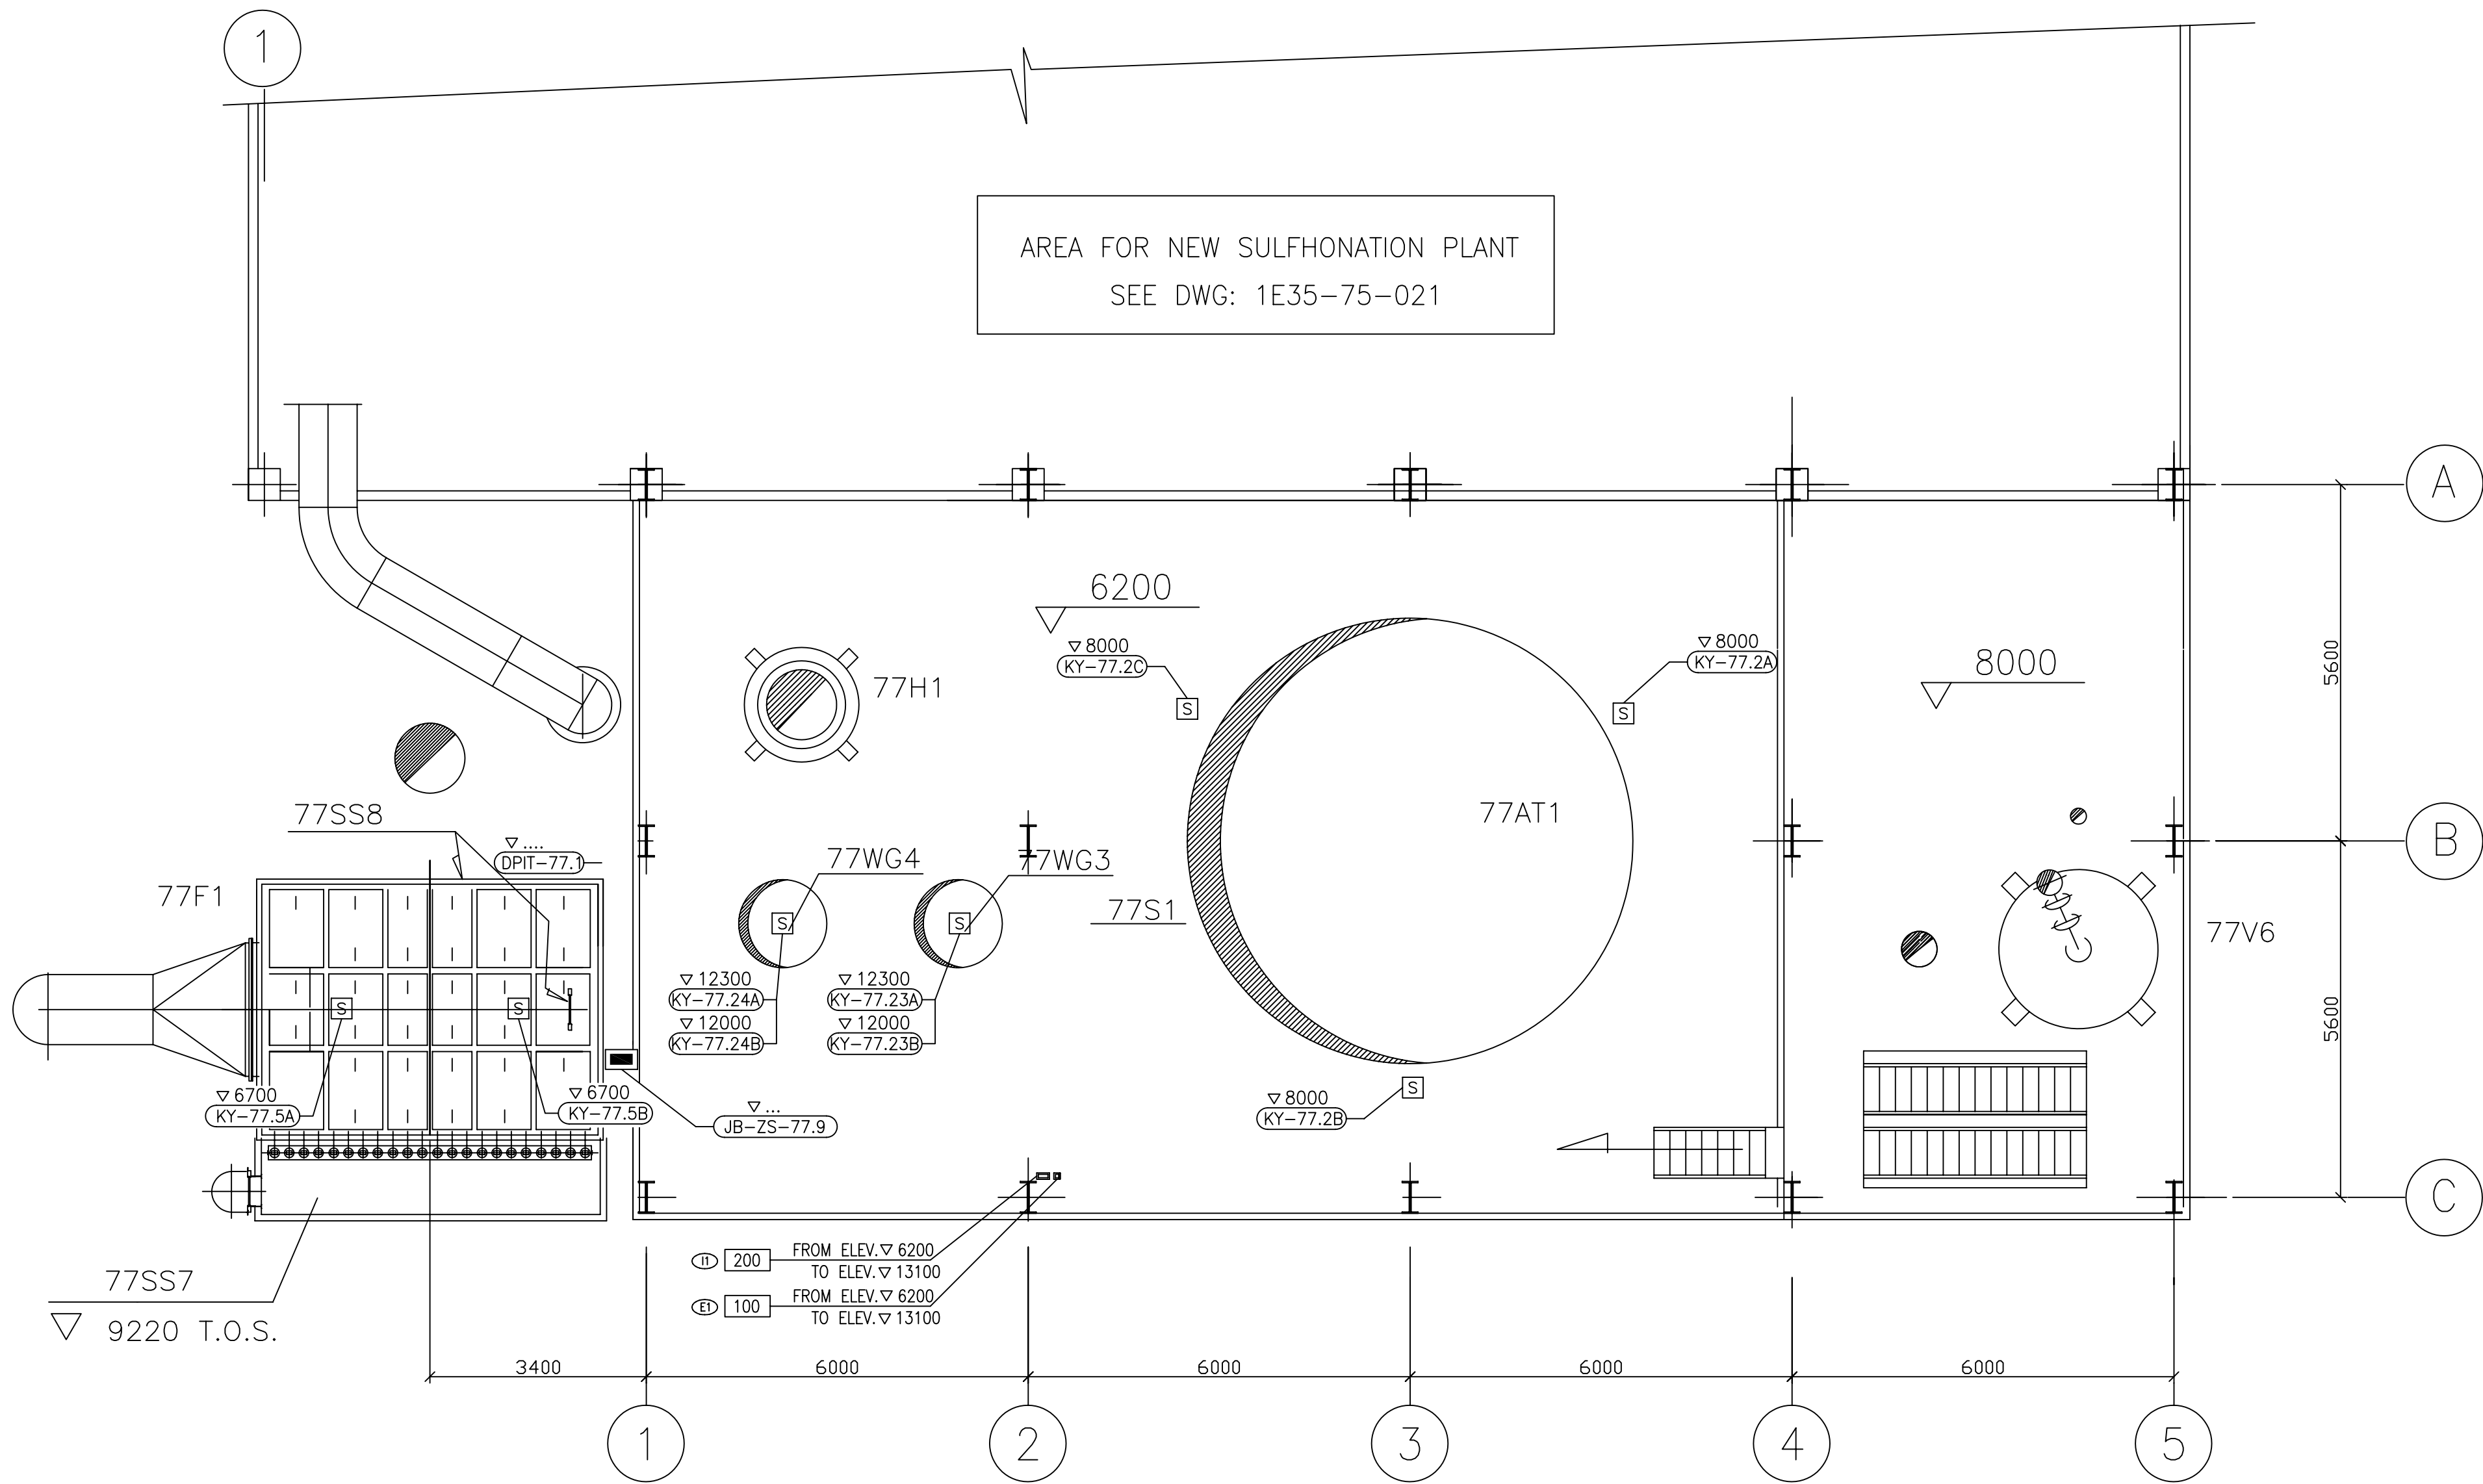 1
AREA FOR NEW SULFHONATION PLANT
SEE DWG: 1E35-75-021
A
6200
▽ 8000
KY-77.2C
S
▽ 8000
KY-77.2A
S
8000
5600
77H1
77SS8
▽ ....
DPIT-77.1
77AT1
B
77WG4
77WG3
77F1
77S1
77V6
S
S
▽ 12300
KY-77.24A
▽ 12000
KY-77.24B
▽ 12300
KY-77.23A
▽ 12000
KY-77.23B
S
S
5600
▽ 6700
KY-77.5A
▽ 6700
KY-77.5B
▽ ...
JB-ZS-77.9
▽ 8000
KY-77.2B
S
C
I1 200 FROM ELEV.▽ 6200
TO ELEV.▽ 13100
E1 100 FROM ELEV.▽ 6200
TO ELEV.▽ 13100
77SS7
▽ 9220 T.O.S.
3400 6000 6000 6000 6000
1 2 3 4 5